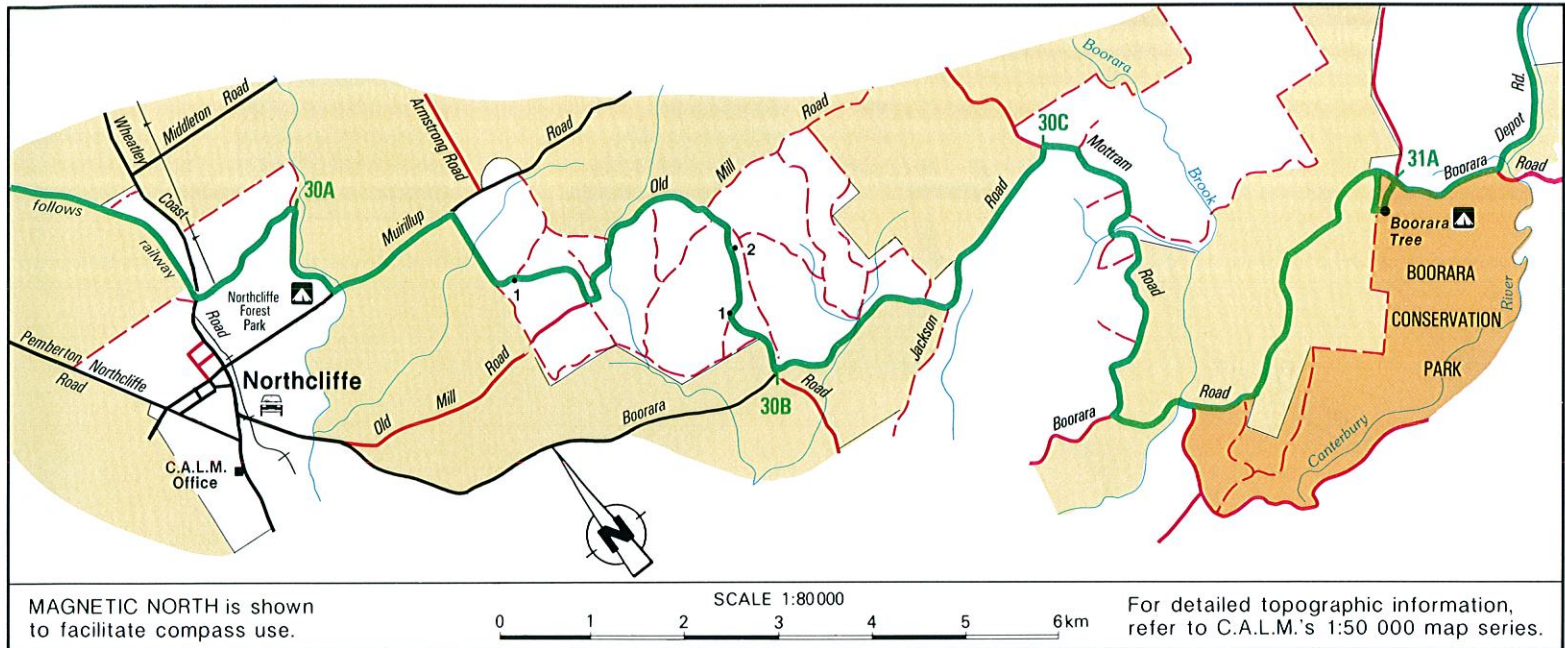 Wheatley
Coast
Road
Middleton Road
follows
railway
30A
Northcliffe
Forest
Park
Muirillup
Road
Armstrong Road
Pemberton
Northcliffe
Road
Northcliffe
C.A.L.M.
Office
Old
Mill
Road
1
Old
Mill
Road
2
1
Boorara
Road
30B
Jackson
Road
30C
Mottram
Road
Boorara
Brook
Boorara
Road
31A
Boorara
Road
Depot
Rd.
Boorara
Tree
BOORARA
CONSERVATION
PARK
Canterbury
River
N
MAGNETIC NORTH is shown
to facilitate compass use.
SCALE 1:80000
0 1 2 3 4 5 6km
For detailed topographic information,
refer to C.A.L.M.'s 1:50 000 map series.